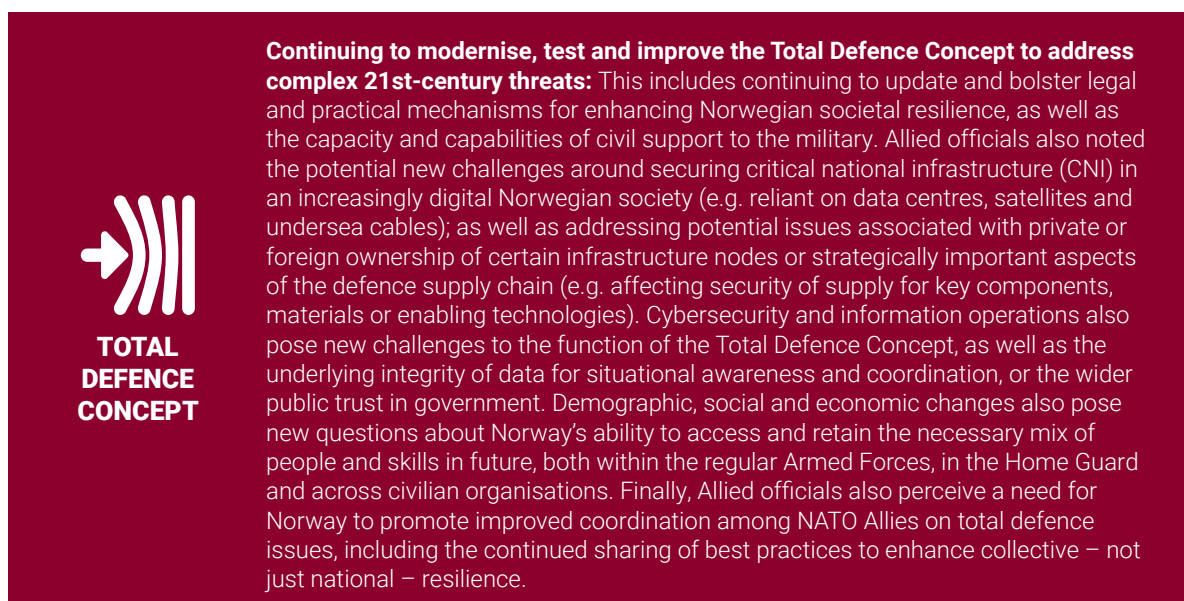 Continuing to modernise, test and improve the Total Defence Concept to address
complex 21st-century threats: This includes continuing to update and bolster legal
and practical mechanisms for enhancing Norwegian societal resilience, as well as
the capacity and capabilities of civil support to the military. Allied officials also noted
the potential new challenges around securing critical national infrastructure (CNI) in
an increasingly digital Norwegian society (e.g. reliant on data centres, satellites and
undersea cables); as well as addressing potential issues associated with private or
foreign ownership of certain infrastructure nodes or strategically important aspects
of the defence supply chain (e.g. affecting security of supply for key components,
materials or enabling technologies). Cybersecurity and information operations also
pose new challenges to the function of the Total Defence Concept, as well as the
underlying integrity of data for situational awareness and coordination, or the wider
public trust in government. Demographic, social and economic changes also pose
new questions about Norway's ability to access and retain the necessary mix of
people and skills in future, both within the regular Armed Forces, in the Home Guard
and across civilian organisations. Finally, Allied officials also perceive a need for
Norway to promote improved coordination among NATO Allies on total defence
issues, including the continued sharing of best practices to enhance collective – not
just national – resilience.
TOTAL
DEFENCE
CONCEPT